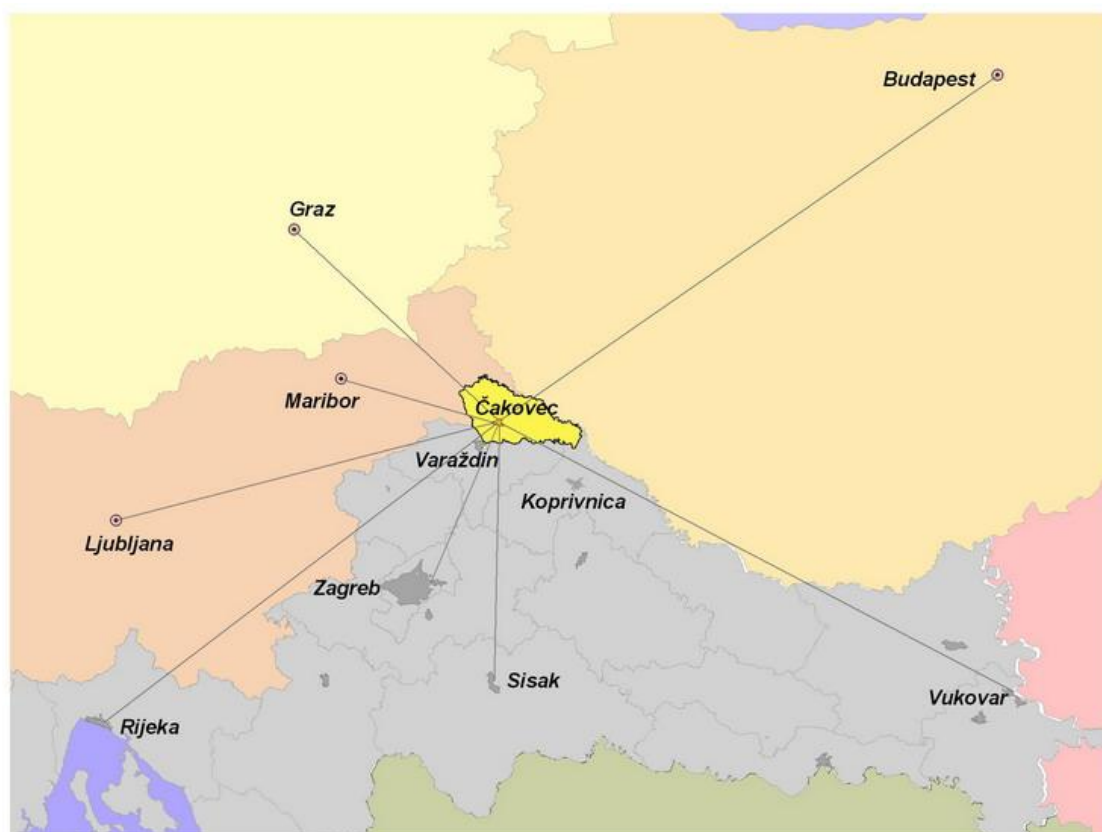 Budapest
Graz
Maribor
Čakovec
Varaždin
Koprivnica
Ljubljana
Zagreb
Sisak
Vukovar
Rijeka